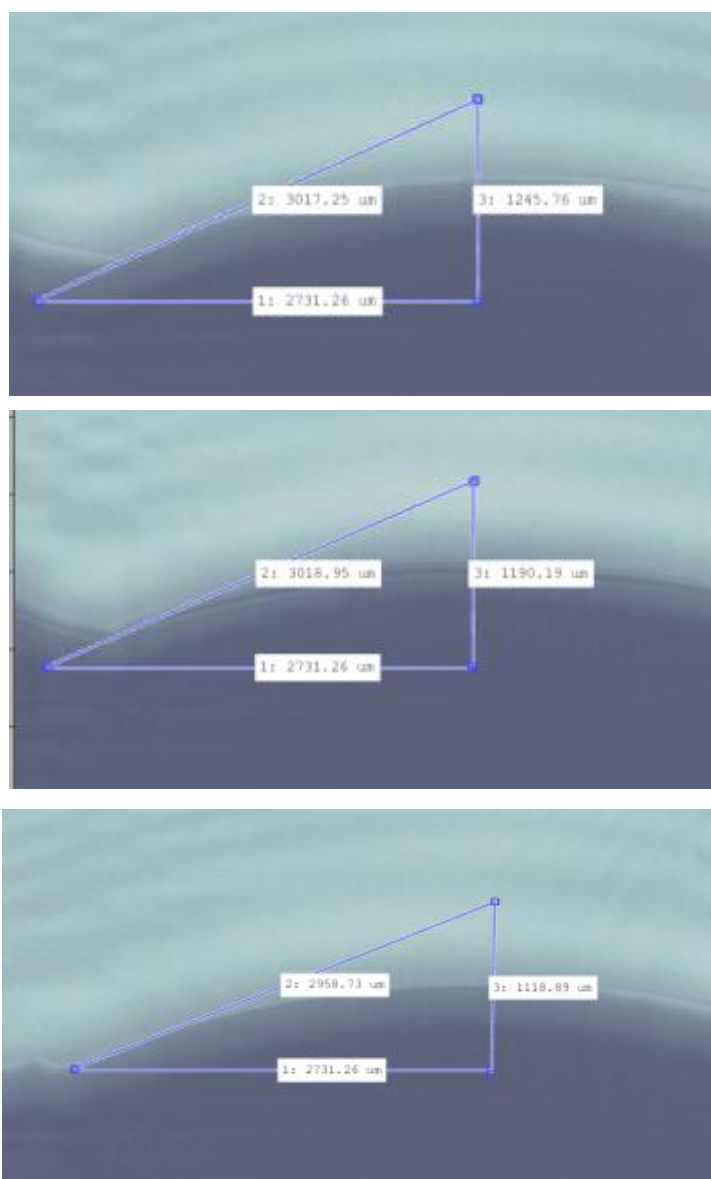 2: 3017.25 um
3: 1245.76 um
1: 2731.26 um
2: 3018.95 um
3: 1190.19 um
1: 2731.26 um
2: 2958.73 um
3: 1118.89 um
1: 2731.26 um